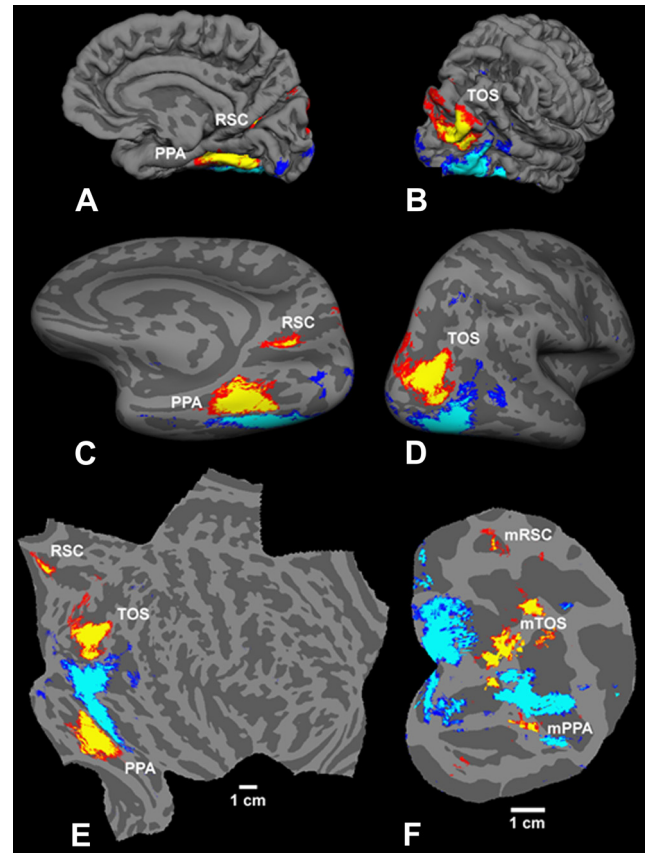 RSC
PPA
A
TOS
B
RSC
PPA
C
TOS
D
RSC
TOS
PPA
1 cm
E
mRSC
mTOS
mPPA
1 cm
F